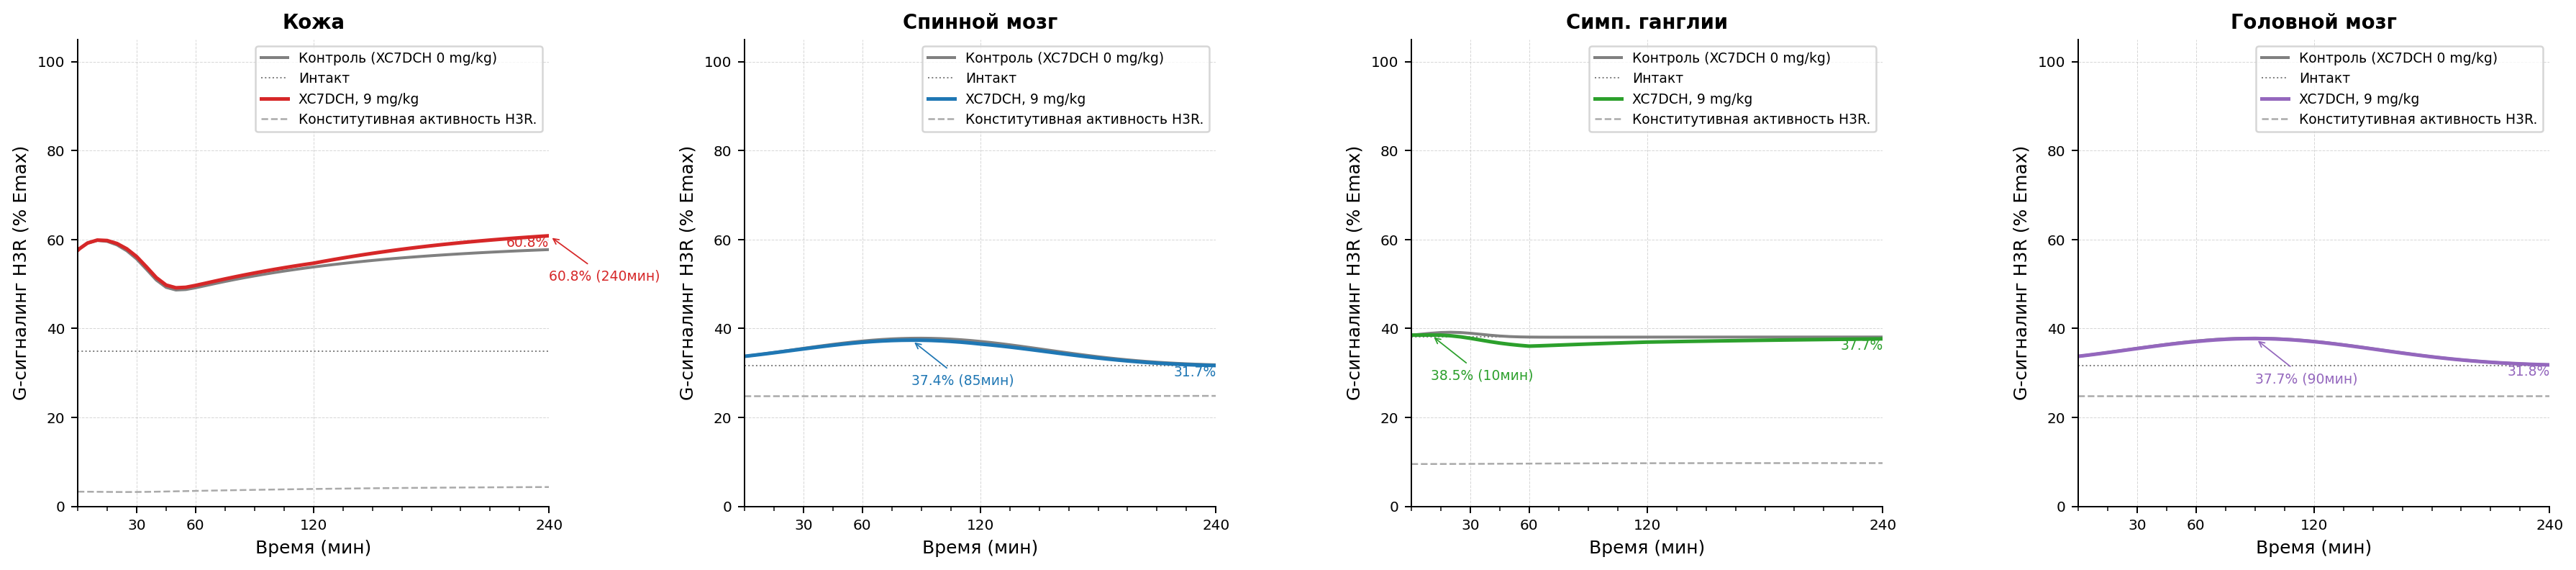 Кожа
100
80
60
40
20
0
G-сигналинг H3R (% Emax)
Контроль (XC7DCH 0 mg/kg)
Интакт
XC7DCH, 9 mg/kg
Конститутивная активность H3R.
60.8%
60.8% (240мин)
30
60
120
240
Время (мин)
Спинной мозг
100
80
60
40
20
0
G-сигналинг H3R (% Emax)
Контроль (XC7DCH 0 mg/kg)
Интакт
XC7DCH, 9 mg/kg
Конститутивная активность H3R.
31.7%
37.4% (85мин)
30
60
120
240
Время (мин)
Симп. ганглии
100
80
60
40
20
0
G-сигналинг H3R (% Emax)
Контроль (XC7DCH 0 mg/kg)
Интакт
XC7DCH, 9 mg/kg
Конститутивная активность H3R.
37.7%
38.5% (10мин)
30
60
120
240
Время (мин)
Головной мозг
100
80
60
40
20
0
G-сигналинг H3R (% Emax)
Контроль (XC7DCH 0 mg/kg)
Интакт
XC7DCH, 9 mg/kg
Конститутивная активность H3R.
31.8%
37.7% (90мин)
30
60
120
240
Время (мин)